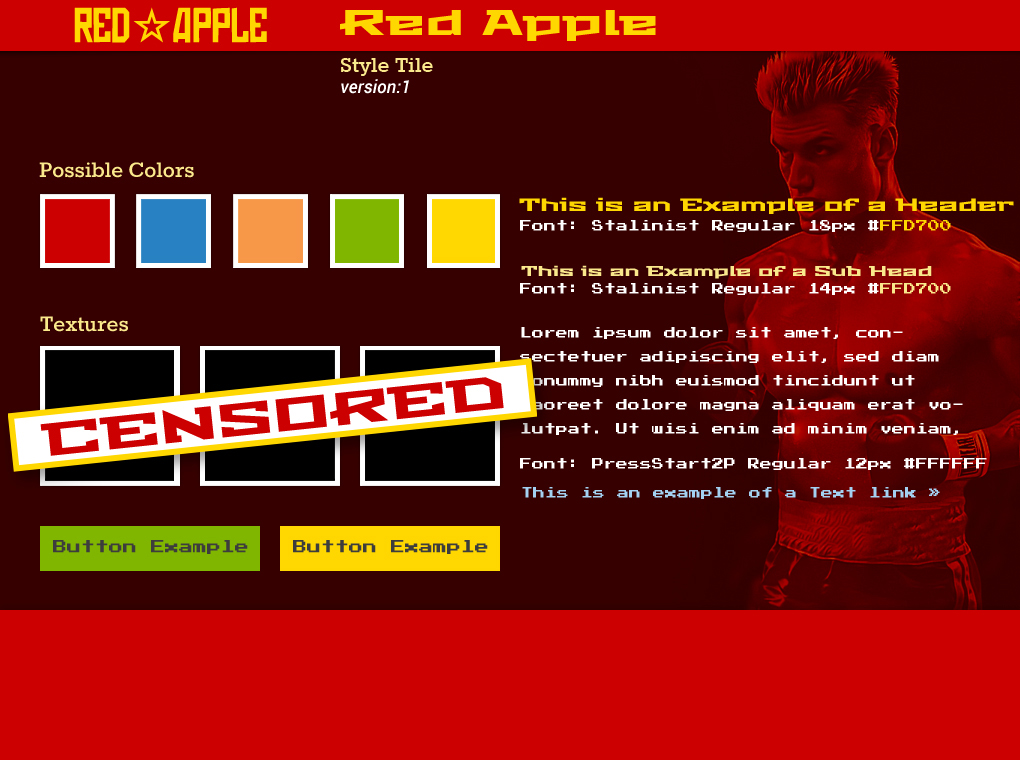 RED☆APPLE
Red Apple
Style Tile
version:1
Possible Colors
This is an Example of a Header
Font: Stalinist Regular 18px #FFD700
This is an Example of a Sub Head
Font: Stalinist Regular 14px #FFD700
Textures
CENSORED
Lorem ipsum dolor sit amet, con-
sectetuer adipiscing elit, sed diam
nonummy nibh euismod tincidunt ut
laoreet dolore magna aliquam erat vo-
lutpat. Ut wisi enim ad minim veniam,
Font: PressStart2P Regular 12px #FFFFFF
This is an example of a Text link »
Button Example
Button Example